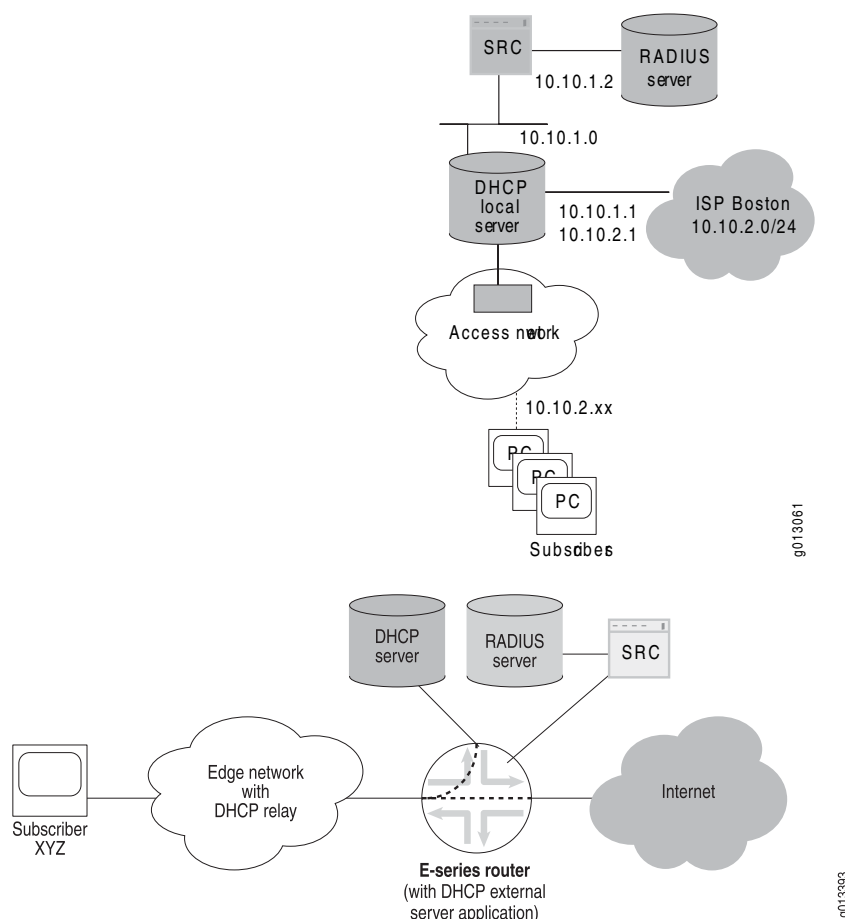 SRC
RADIUS
server
10.10.1.2
10.10.1.0
DHCP
local
server
10.10.1.1
10.10.2.1
ISP Boston
10.10.2.0/24
Access network
10.10.2.xx
PC
PC
PC
Subscribers
g013061
DHCP
server
RADIUS
server
SRC
Edge network
with
DHCP relay
Internet
Subscriber
XYZ
E-series router
(with DHCP external
server application)
g013393